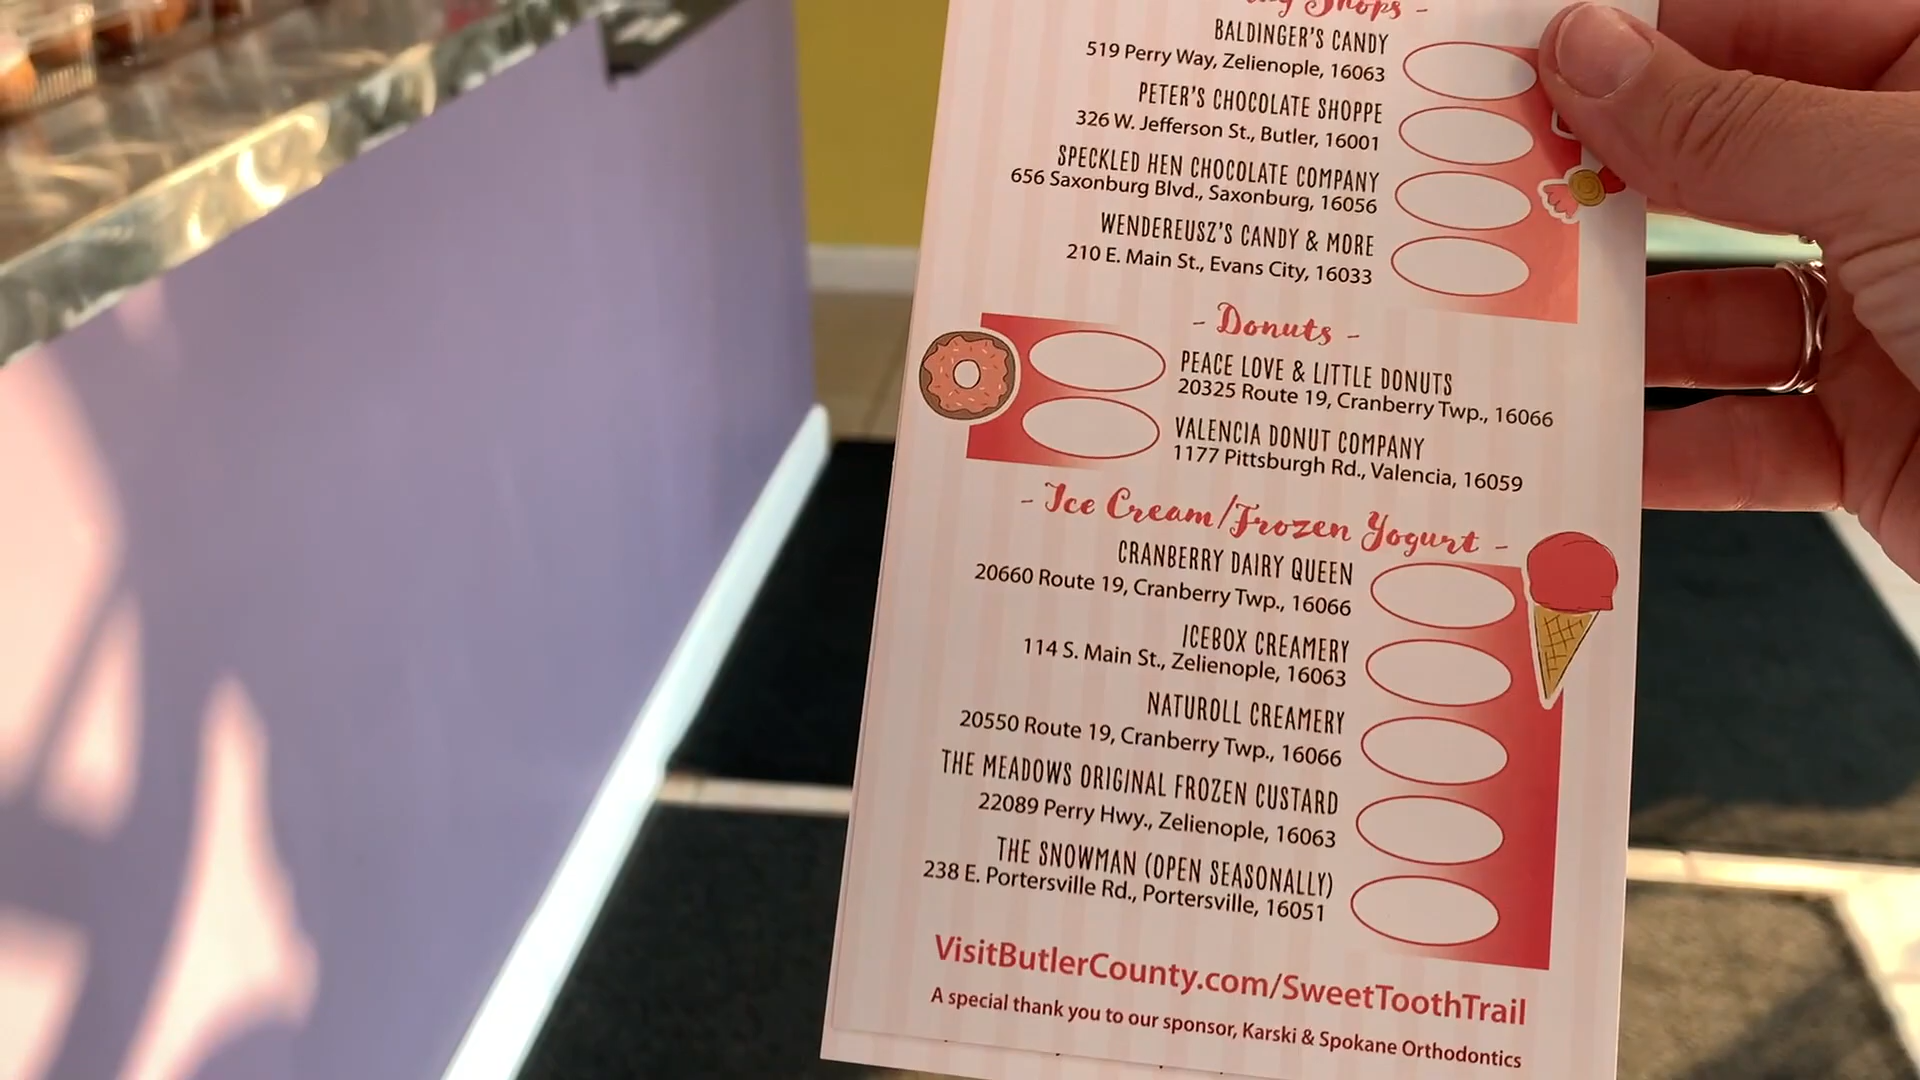 Shops -
BALDINGER'S CANDY
519 Perry Way, Zelienople, 16063
PETER'S CHOCOLATE SHOPPE
326 W. Jefferson St., Butler, 16001
SPECKLED HEN CHOCOLATE COMPANY
656 Saxonburg Blvd., Saxonburg, 16056
WENDEREUSZ'S CANDY & MORE
210 E. Main St., Evans City, 16033
- Donuts -
PEACE LOVE & LITTLE DONUTS
20325 Route 19, Cranberry Twp., 16066
VALENCIA DONUT COMPANY
1177 Pittsburgh Rd., Valencia, 16059
- Ice Cream/Frozen Yogurt -
CRANBERRY DAIRY QUEEN
20660 Route 19, Cranberry Twp., 16066
ICEBOX CREAMERY
114 S. Main St., Zelienople, 16063
NATUROLL CREAMERY
20550 Route 19, Cranberry Twp., 16066
THE MEADOWS ORIGINAL FROZEN CUSTARD
22089 Perry Hwy., Zelienople, 16063
THE SNOWMAN (OPEN SEASONALLY)
238 E. Portersville Rd., Portersville, 16051
VisitButlerCounty.com/SweetToothTrail
A special thank you to our sponsor, Karski & Spokane Orthodontics